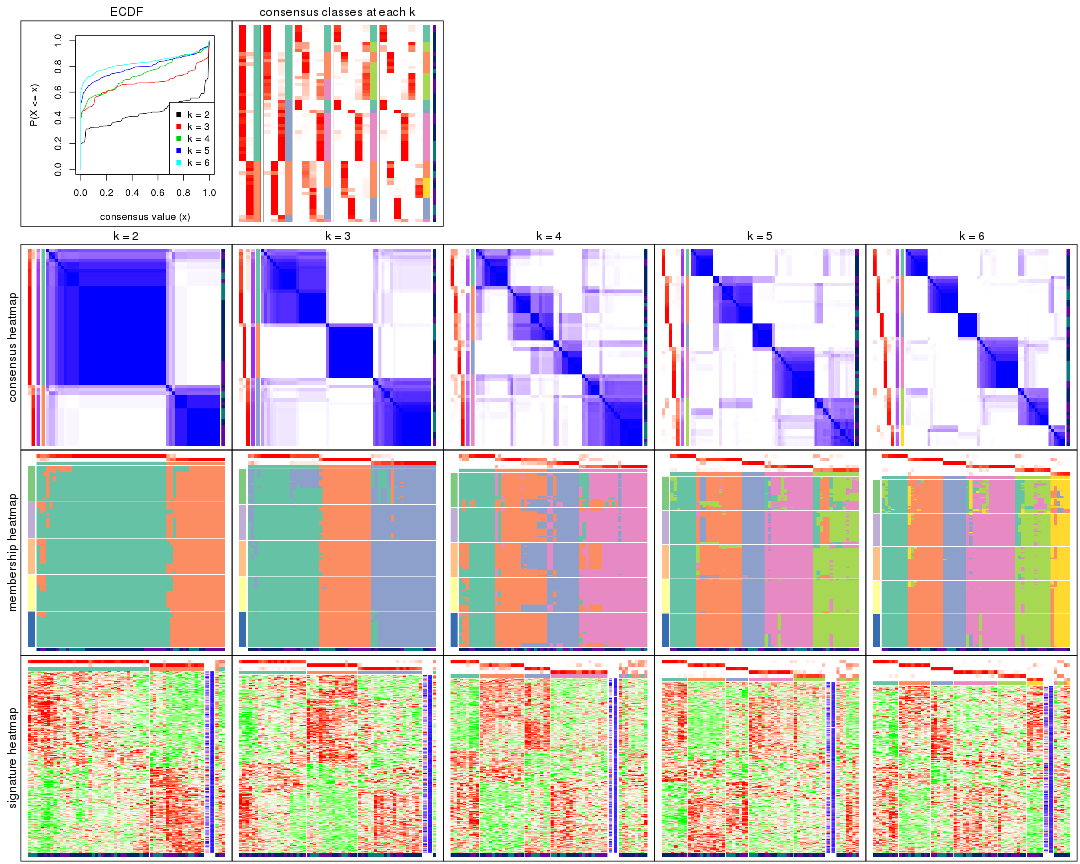 ECDF
consensus classes at each k
P(X <= x)
1.0
0.8
0.6
0.4
0.2
0.0
k = 2
k = 3
k = 4
k = 5
k = 6
0.0 0.2 0.4 0.6 0.8 1.0
consensus value (x)
k = 2 k = 3 k = 4 k = 5 k = 6
consensus heatmap
membership heatmap
signature heatmap